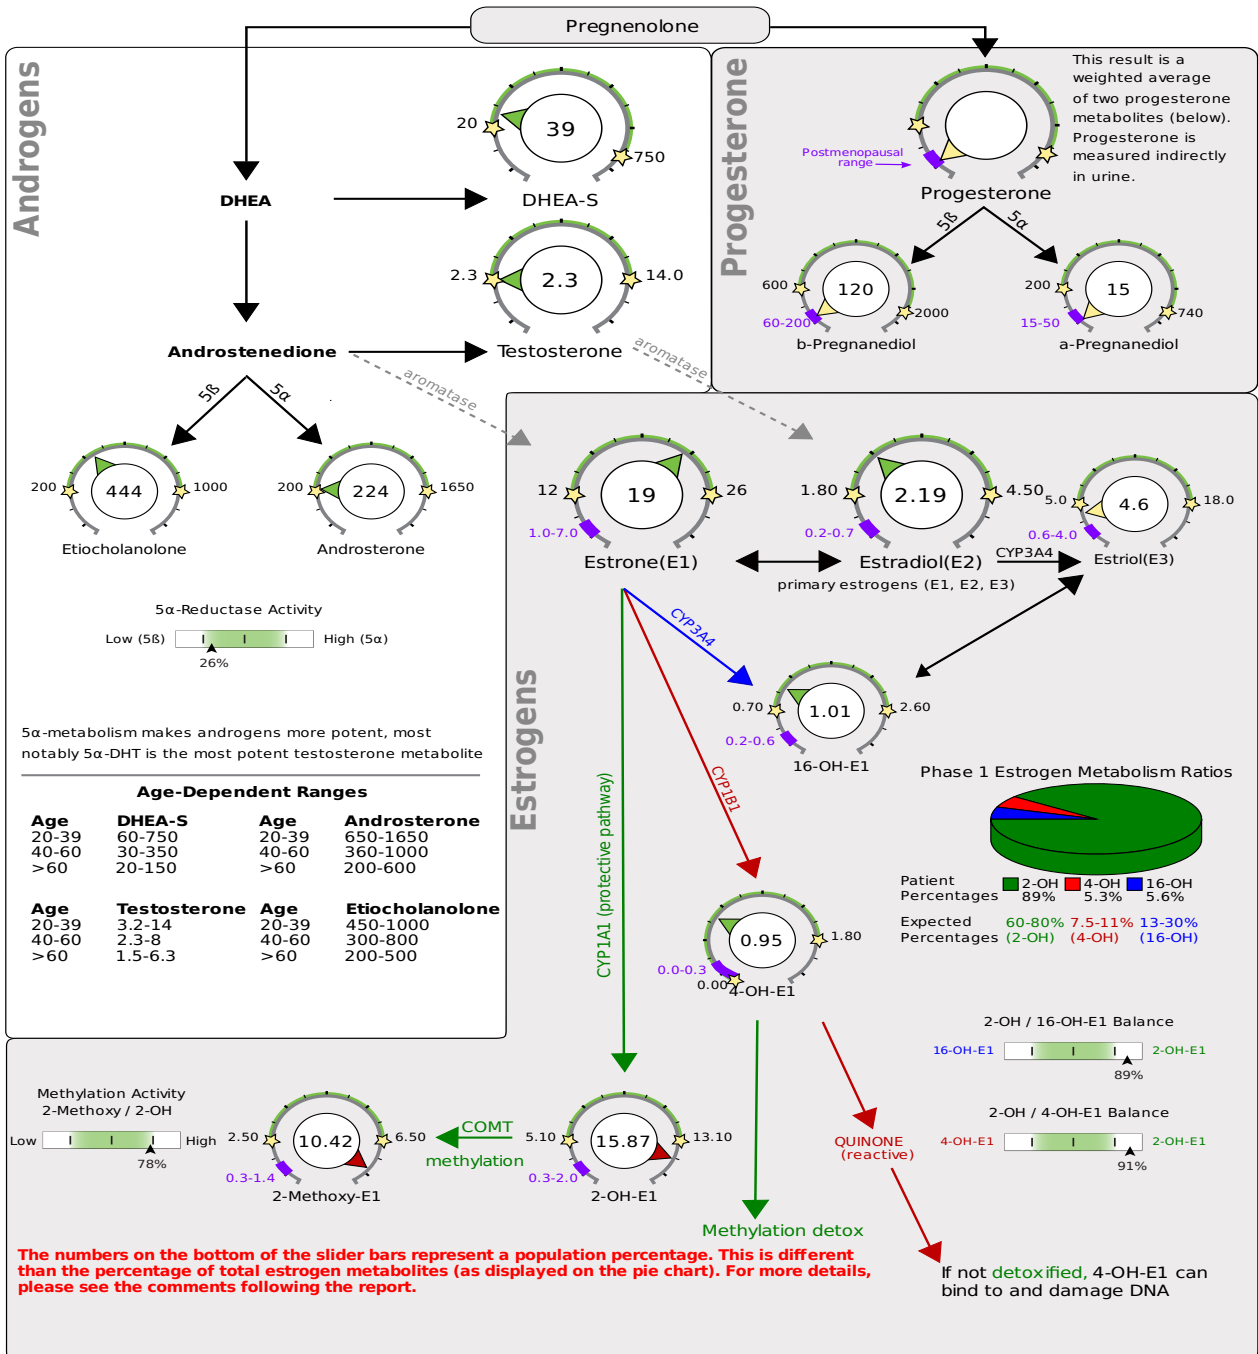 Pregnenolone
Androgens
DHEA
20
39
750
DHEA-S
2.3
2.3
14.0
Testosterone
Androstenedione
aromatase
aromatase
5ß
5α
200
444
1000
Etiocholanolone
200
224
1650
Androsterone
5α-Reductase Activity
Low (5ß)
High (5α)
26%
5α-metabolism makes androgens more potent, most
notably 5α-DHT is the most potent testosterone metabolite
Age-Dependent Ranges
Age DHEA-S Age Androsterone
20-39 60-750 20-39 650-1650
40-60 30-350 40-60 360-1000
>60 20-150 >60 200-600
Age Testosterone Age Etiocholanolone
20-39 3.2-14 20-39 450-1000
40-60 2.3-8 40-60 300-800
>60 1.5-6.3 >60 200-500
Progesterone
This result is a
weighted average
of two progesterone
metabolites (below).
Progesterone is
measured indirectly
in urine.
Postmenopausal
range
Progesterone
5ß
5α
600
120
2000
60-200
b-Pregnanediol
200
15
740
15-50
a-Pregnanediol
Estrogens
12
19
26
1.0-7.0
Estrone(E1)
1.80
2.19
4.50
0.2-0.7
Estradiol(E2)
CYP3A4
5.0
4.6
18.0
0.6-4.0
Estriol(E3)
primary estrogens (E1, E2, E3)
CYP3A4
0.70
1.01
2.60
0.2-0.6
16-OH-E1
CYP1B1
CYP1A1 (protective pathway)
Phase 1 Estrogen Metabolism Ratios
Patient
Percentages
2-OH 4-OH 16-OH
89% 5.3% 5.6%
Expected
Percentages
60-80% 7.5-11% 13-30%
(2-OH) (4-OH) (16-OH)
0.95
1.80
0.0-0.3
0.00
4-OH-E1
2-OH / 16-OH-E1 Balance
16-OH-E1
2-OH-E1
89%
2-OH / 4-OH-E1 Balance
4-OH-E1
2-OH-E1
91%
Methylation Activity
2-Methoxy / 2-OH
Low
High
78%
2.50
10.42
6.50
0.3-1.4
2-Methoxy-E1
COMT
methylation
5.10
15.87
13.10
0.3-2.0
2-OH-E1
QUINONE
(reactive)
Methylation detox
The numbers on the bottom of the slider bars represent a population percentage. This is different
than the percentage of total estrogen metabolites (as displayed on the pie chart). For more details,
please see the comments following the report.
If not detoxified, 4-OH-E1 can
bind to and damage DNA